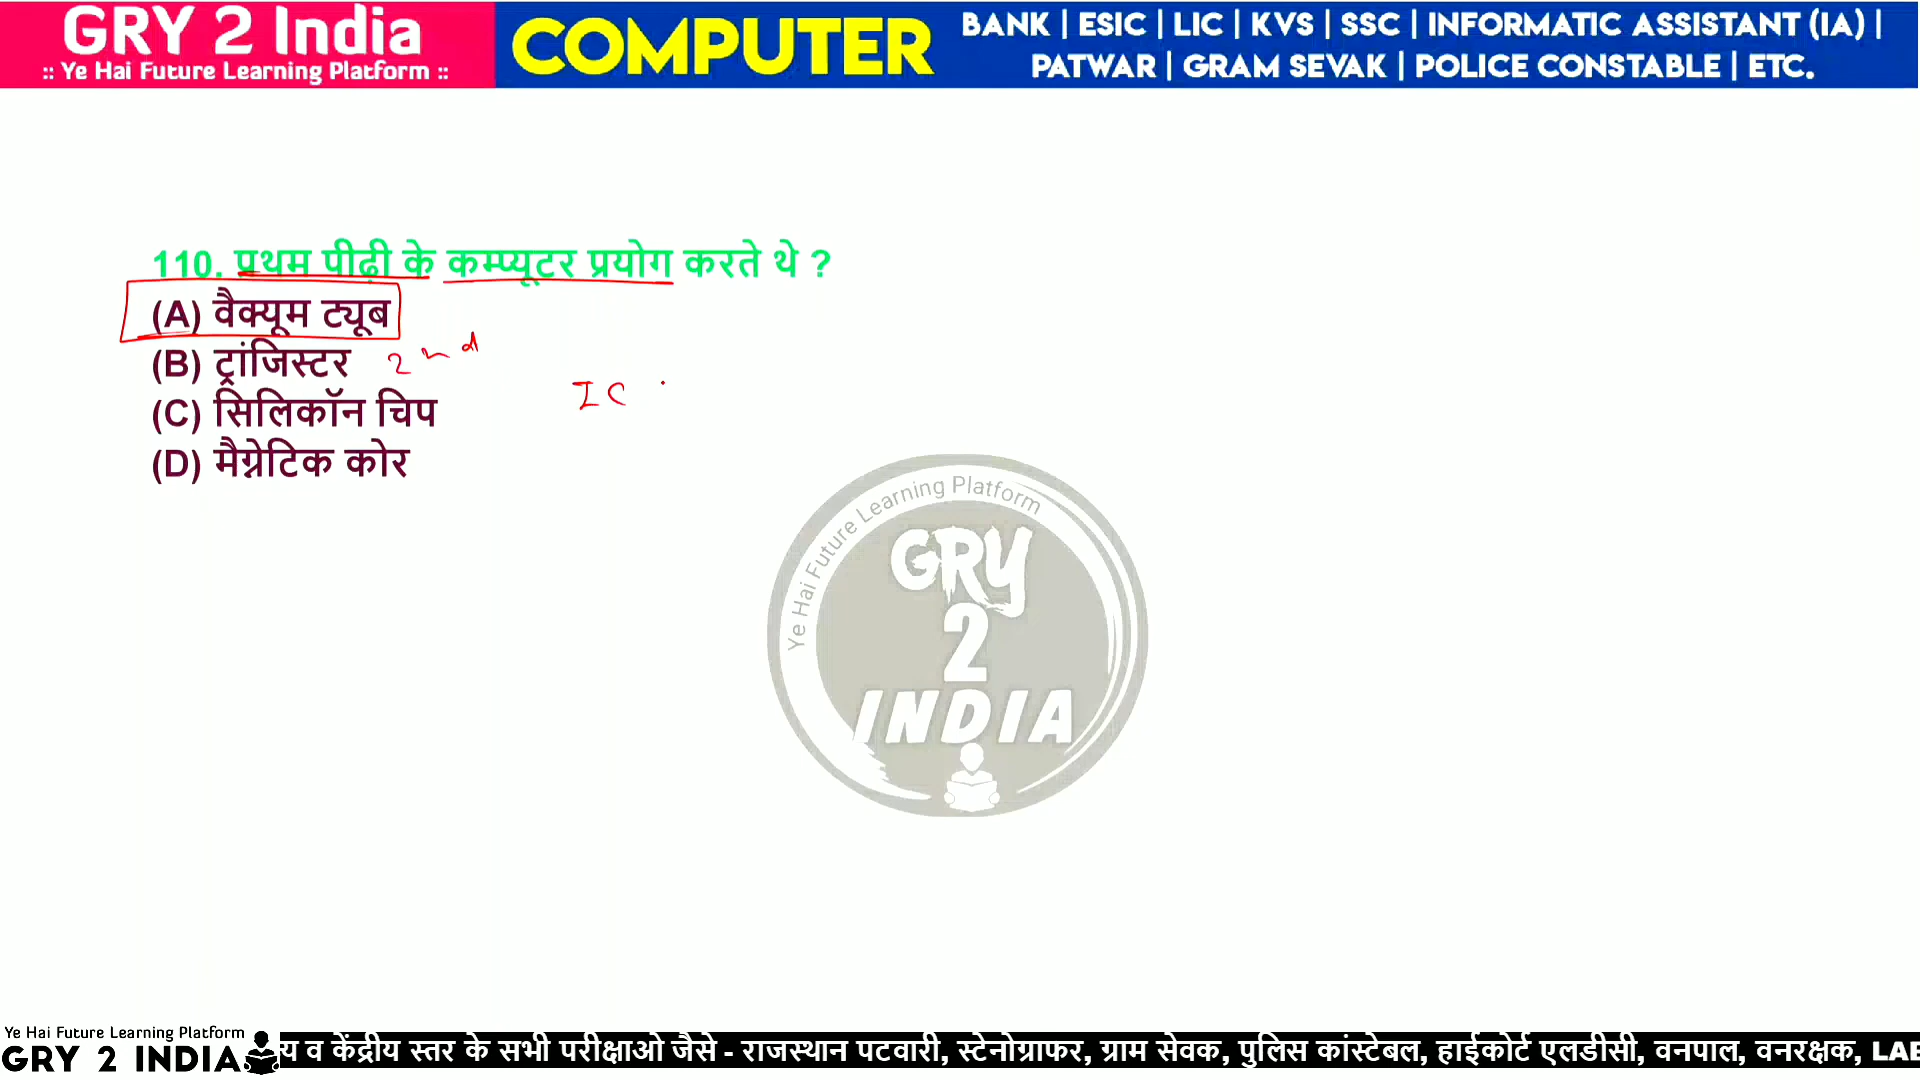 GRY 2 India
:: Ye Hai Future Learning Platform ::
COMPUTER
BANK | ESIC | LIC | KVS | SSC | INFORMATIC ASSISTANT (IA) |
PATWAR | GRAM SEVAK | POLICE CONSTABLE | ETC.
110. प्रथम पीढ़ी के कम्प्यूटर प्रयोग करते थे ?
(A) वैक्यूम ट्यूब
(B) ट्रांजिस्टर 2nd
IC
(C) सिलिकॉन चिप
(D) मैग्नेटिक कोर
Ye Hai Future Learning Platform
GRY
2
INDIA
Ye Hai Future Learning Platform
GRY 2 INDIA
य व केंद्रीय स्तर के सभी परीक्षाओ जैसे - राजस्थान पटवारी, स्टेनोग्राफर, ग्राम सेवक, पुलिस कांस्टेबल, हाईकोर्ट एलडीसी, वनपाल, वनरक्षक, LAB